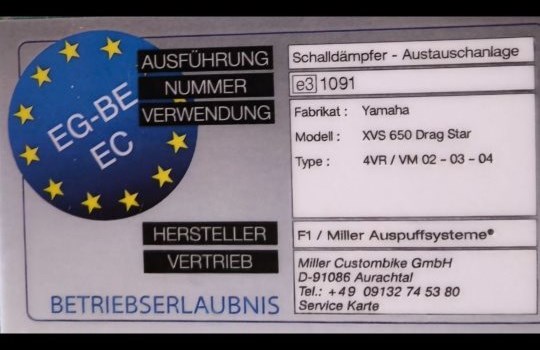 EG-BE
EC
AUSFÜHRUNG
Schalldämpfer - Austauschanlage
NUMMER
e3 1091
VERWENDUNG
Fabrikat : Yamaha
Modell : XVS 650 Drag Star
Type : 4VR / VM 02 - 03 - 04
HERSTELLER
F1 / Miller Auspuffsysteme®
VERTRIEB
Miller Custombike GmbH
D-91086 Aurachtal
Tel.: +49 09132 74 53 80
Service Karte
BETRIEBSERLAUBNIS